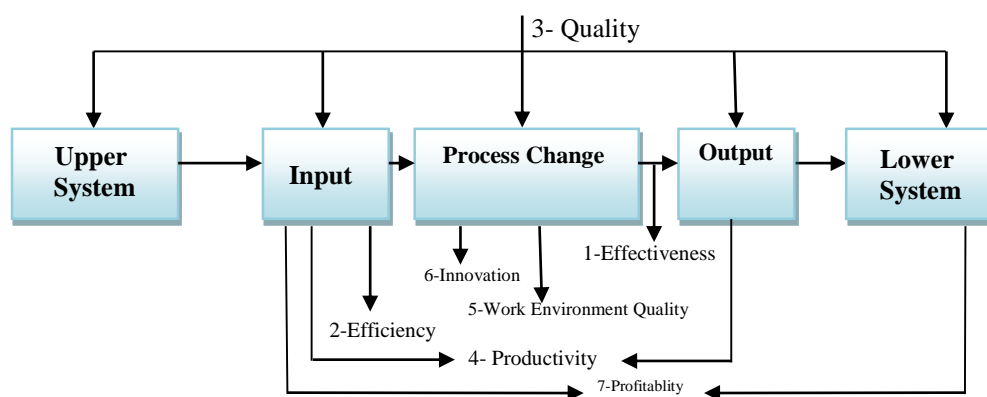 3- Quality
Upper
System
Input
Process Change
Output
Lower
System
1-Effectiveness
6-Innovation
5-Work Environment Quality
2-Efficiency
4- Productivity
7-Profitablity